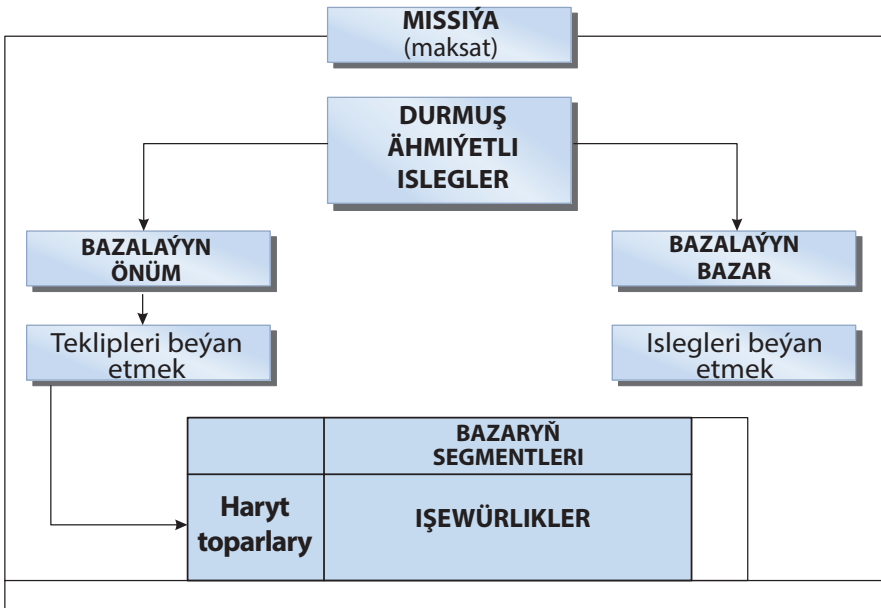 MISSIÝA
(maksat)
DURMUŞ
ÄHMIÝETLI
ISLEGLER
BAZALAÝYN
ÖNÜM
BAZALAÝYN
BAZAR
Teklipleri beýan
etmek
Islegleri beýan
etmek
BAZARYŇ
SEGMENTLERI
Haryt
toparlary
IŞEWÜRLIKLER